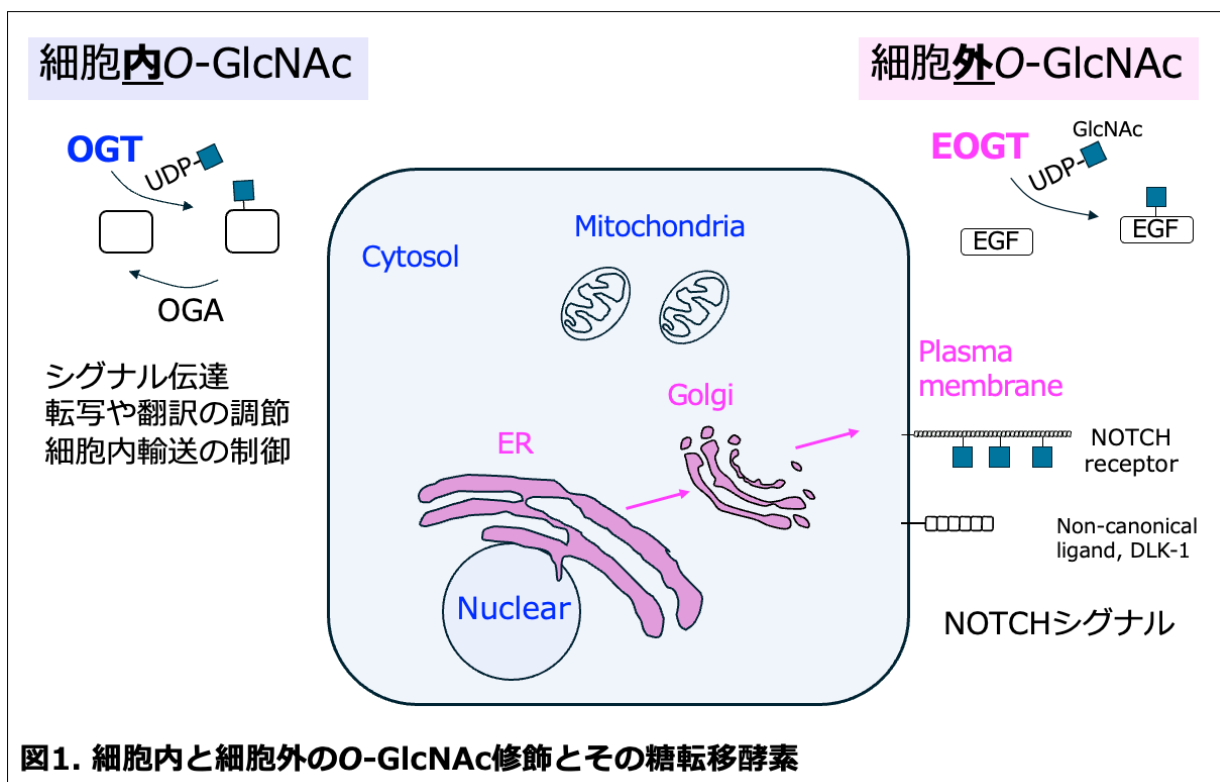 細胞内O-GlcNAc
OGT
UDP-
OGA
シグナル伝達
転写や翻訳の調節
細胞内輸送の制御
Cytosol
Mitochondria
Golgi
ER
Nuclear
細胞外O-GlcNAc
EOGT
GlcNAc
UDP-
EGF
EGF
Plasma
membrane
NOTCH
receptor
Non-canonical
ligand, DLK-1
NOTCHシグナル
図1. 細胞内と細胞外のO-GlcNAc修飾とその糖転移酵素